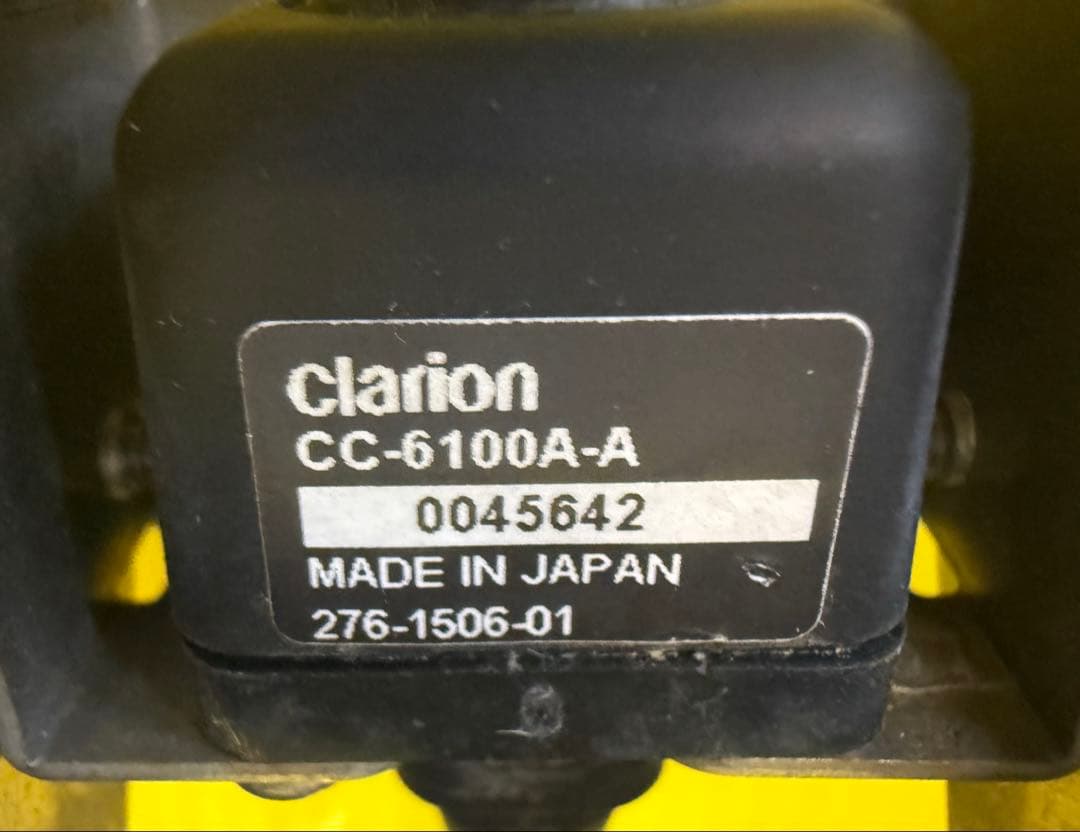 clarion
CC-6100A-A
0045642
MADE IN JAPAN
276-1506-01